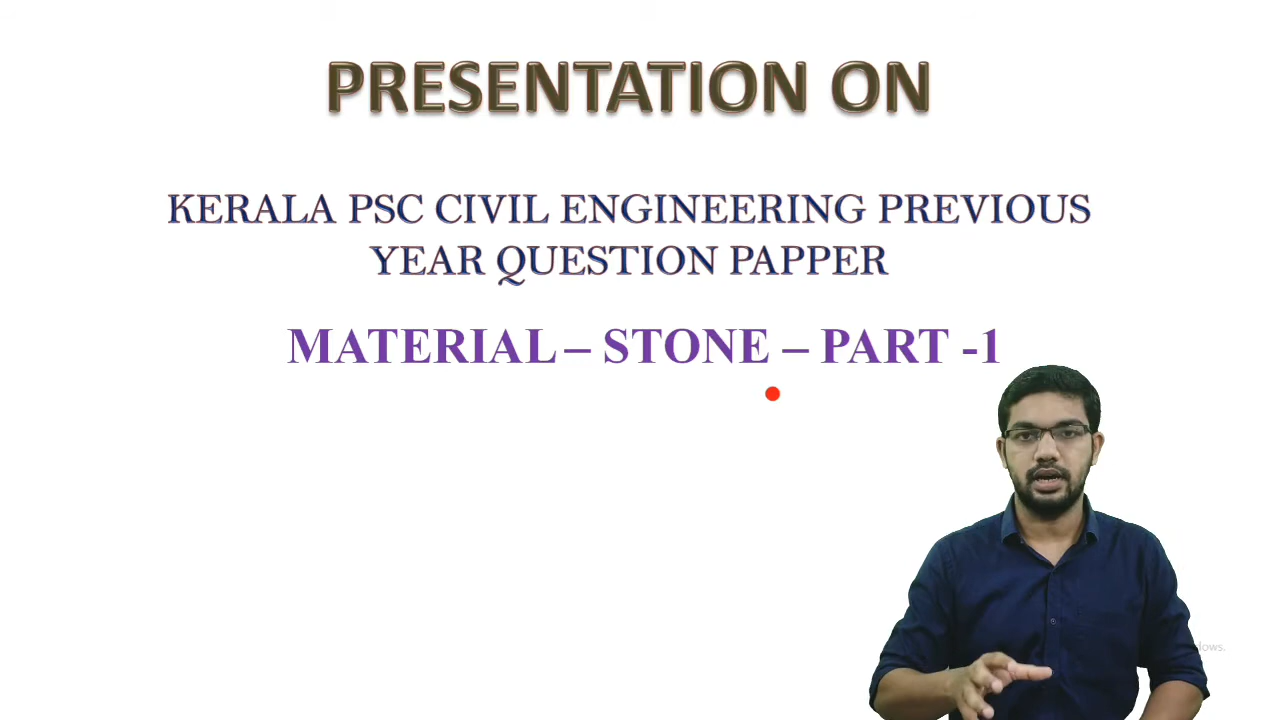 PRESENTATION ON
KERALA PSC CIVIL ENGINEERING PREVIOUS
YEAR QUESTION PAPPER
MATERIAL – STONE – PART -1